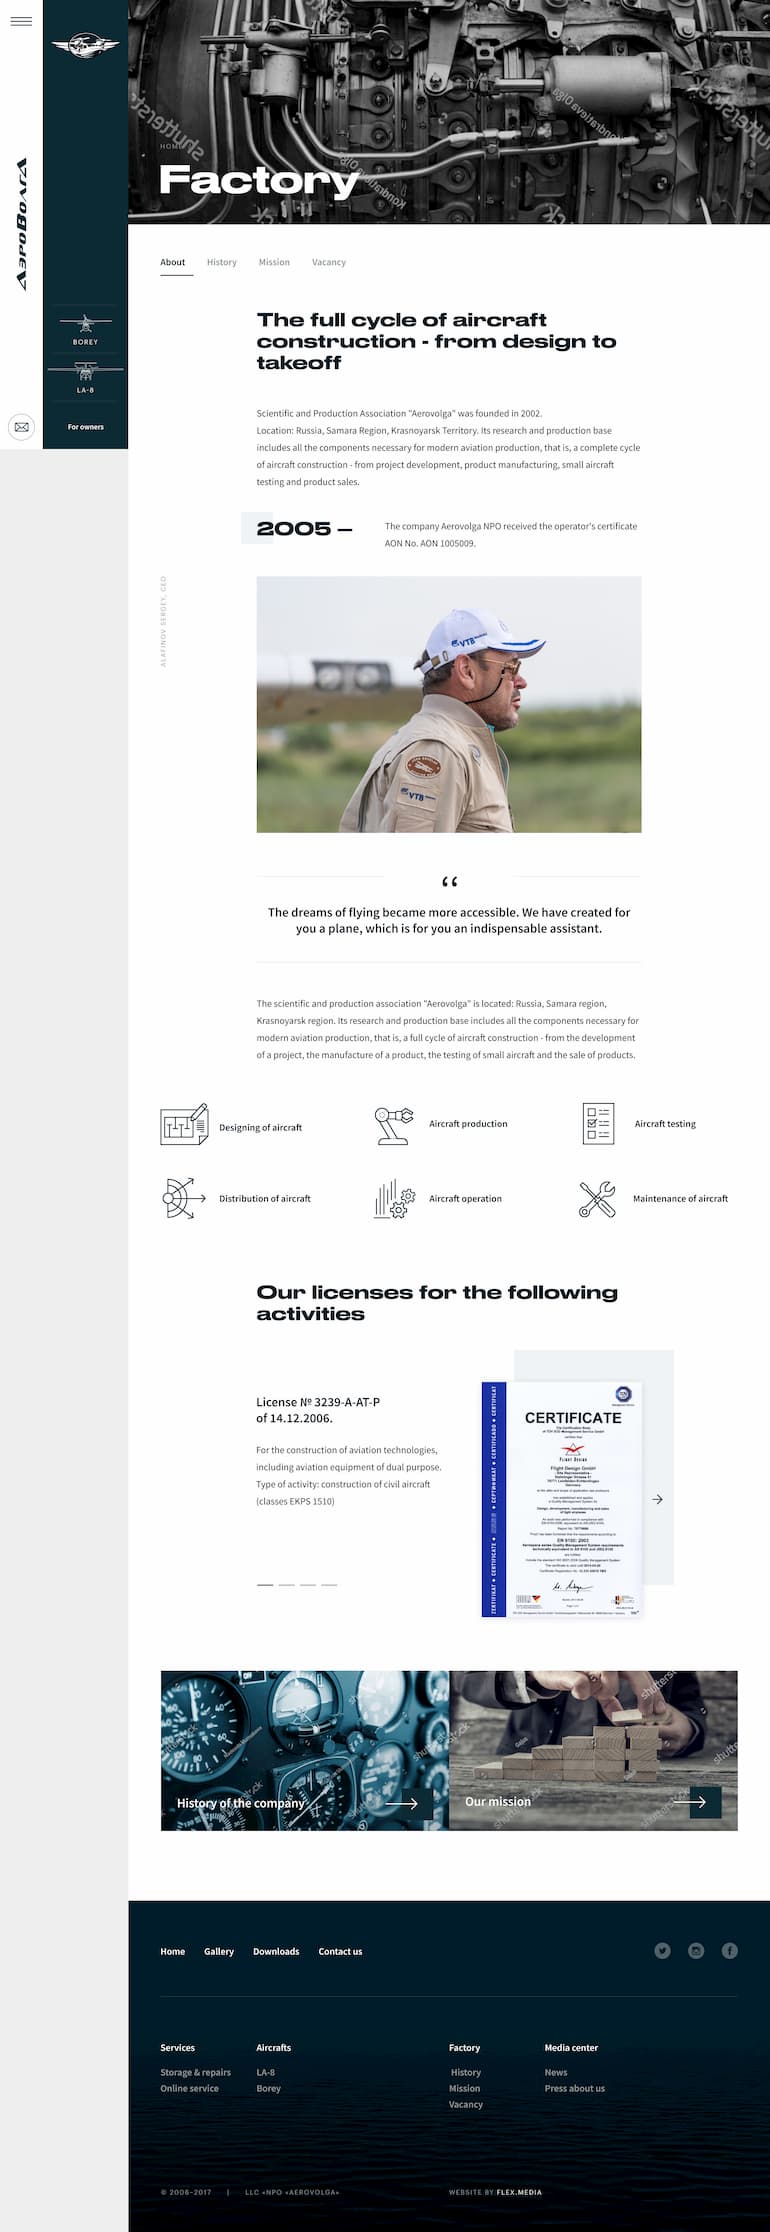 АэроВолга
BOREY
LA-8
For owners
HOME
Factory
About
History
Mission
Vacancy
The full cycle of aircraft
construction - from design to
takeoff
Scientific and Production Association "Aerovolga" was founded in 2002.
Location: Russia, Samara Region, Krasnoyarsk Territory. Its research and production base
includes all the components necessary for modern aviation production, that is, a complete cycle
of aircraft construction - from project development, product manufacturing, small aircraft
testing and product sales.
2005 –
The company Aerovolga NPO received the operator's certificate
AON No. AON 1005009.
ALAFINOV SERGEY, CEO
VTB
VTB
“
The dreams of flying became more accessible. We have created for
you a plane, which is for you an indispensable assistant.
The scientific and production association "Aerovolga" is located: Russia, Samara region,
Krasnoyarsk region. Its research and production base includes all the components necessary for
modern aviation production, that is, a full cycle of aircraft construction - from the development
of a project, the manufacture of a product, the testing of small aircraft and the sale of products.
Designing of aircraft
Aircraft production
Aircraft testing
Distribution of aircraft
Aircraft operation
Maintenance of aircraft
Our licenses for the following
activities
License № 3239-A-AT-P
of 14.12.2006.
For the construction of aviation technologies,
including aviation equipment of dual purpose.
Type of activity: construction of civil aircraft
(classes EKPS 1510)
CERTIFICATE
FLIGHT DESIGN
Flight Design GmbH
EN 9100: 2003
History of the company
Our mission
Home
Gallery
Downloads
Contact us
Services
Storage & repairs
Online service
Aircrafts
LA-8
Borey
Factory
History
Mission
Vacancy
Media center
News
Press about us
© 2006–2017 | LLC «NPO «AEROVOLGA»
WEBSITE BY FLEX.MEDIA